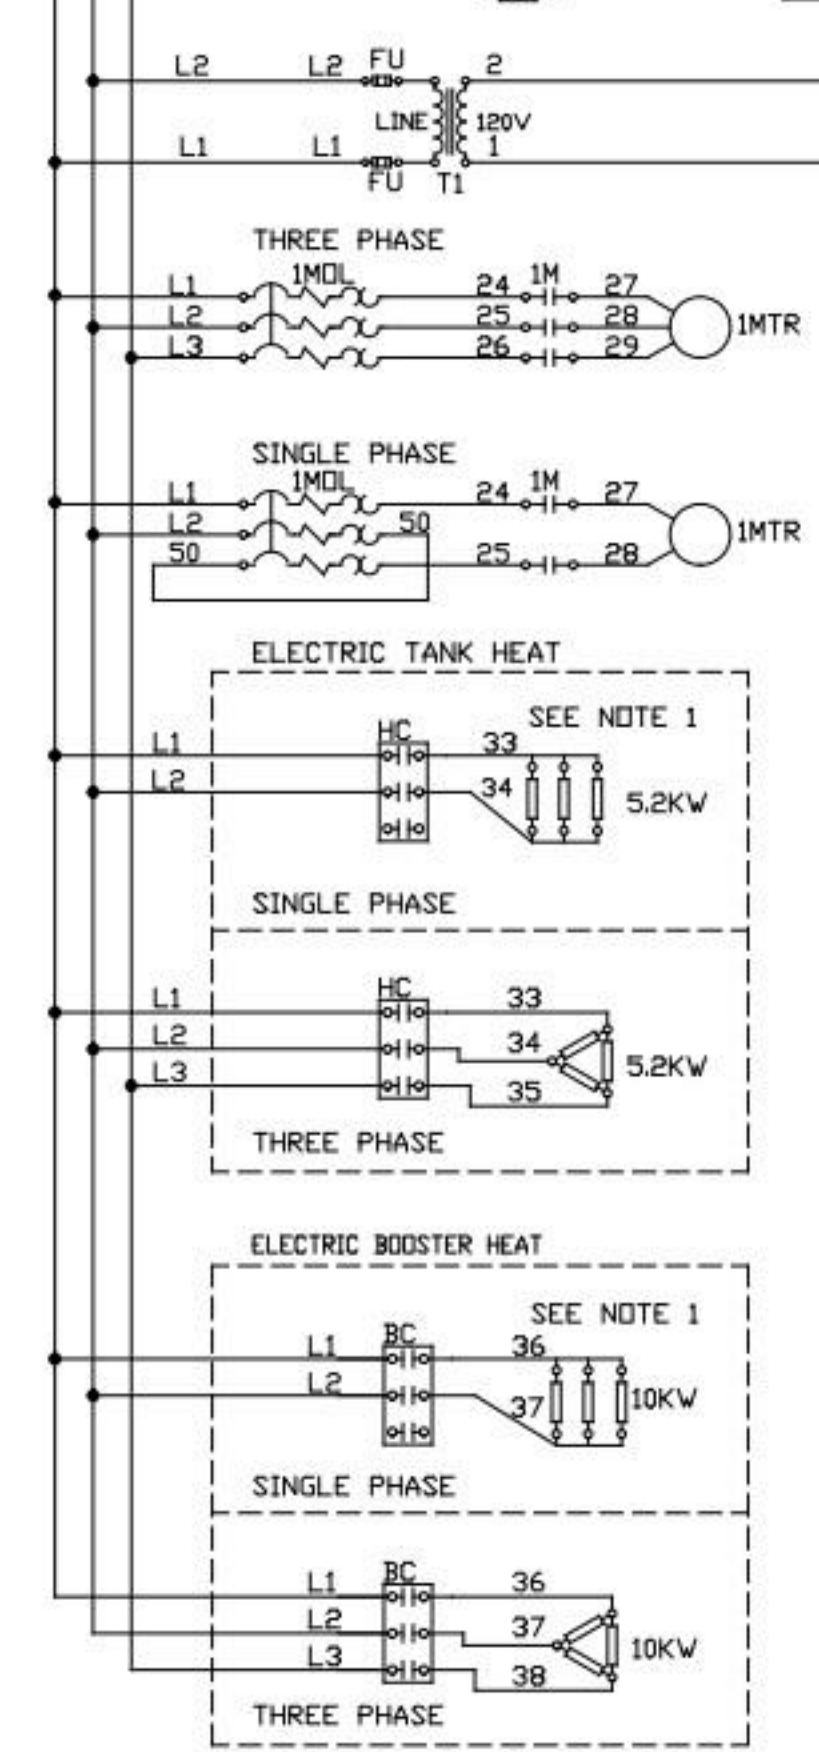 L2 L2 FU 2
LINE 120V
L1 L1 1
FU T1
THREE PHASE
1MOL
L1 24 1M 27
L2 25 28 1MTR
L3 26 29
SINGLE PHASE
1MOL
L1 24 1M 27
L2 50 1MTR
50 25 28
ELECTRIC TANK HEAT
SEE NOTE 1
HC
L1 33
L2 34 5.2KW
SINGLE PHASE
HC
L1 33
L2 34 5.2KW
L3 35
THREE PHASE
ELECTRIC BOOSTER HEAT
SEE NOTE 1
BC
L1 36
L2 37 10KW
SINGLE PHASE
BC
L1 36
L2 37 10KW
L3 38
THREE PHASE